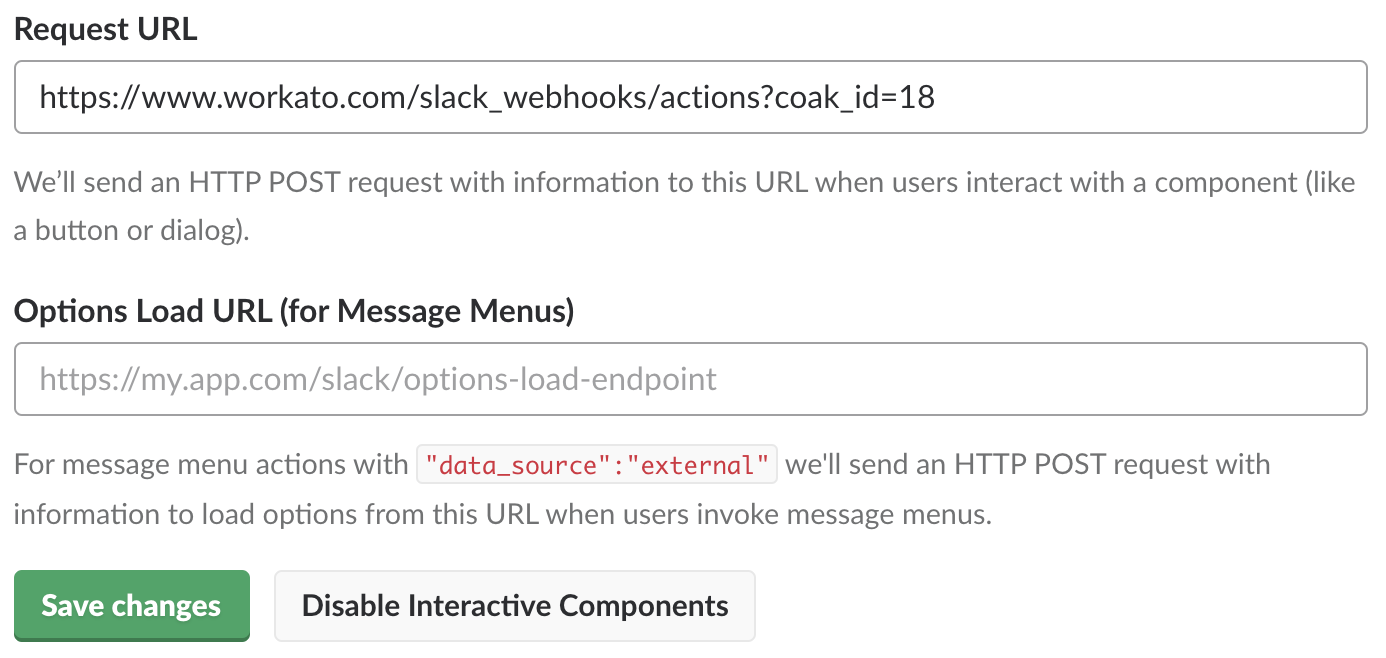 Request URL
https://www.workato.com/slack_webhooks/actions?coak_id=18
We’ll send an HTTP POST request with information to this URL when users interact with a component (like
a button or dialog).
Options Load URL (for Message Menus)
https://my.app.com/slack/options-load-endpoint
For message menu actions with "data_source":"external" we'll send an HTTP POST request with
information to load options from this URL when users invoke message menus.
Save changes Disable Interactive Components